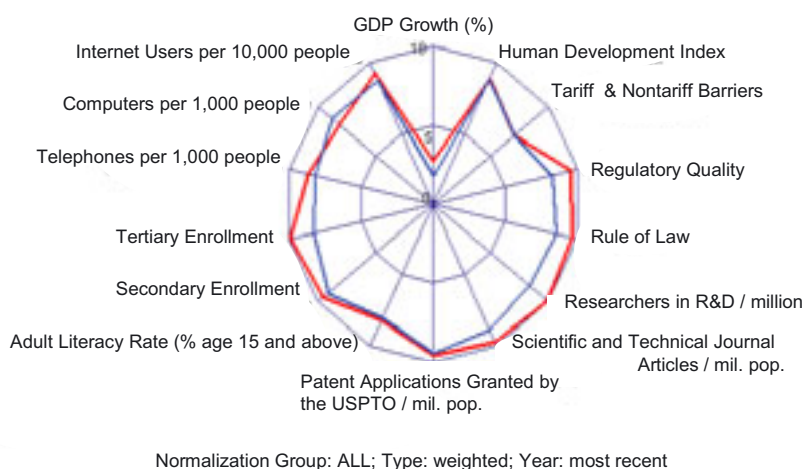 GDP Growth (%)
Internet Users per 10,000 people
Human Development Index
Computers per 1,000 people
Tariff & Nontariff Barriers
Telephones per 1,000 people
Regulatory Quality
Tertiary Enrollment
Rule of Law
Secondary Enrollment
Researchers in R&D / million
Adult Literacy Rate (% age 15 and above)
Scientific and Technical Journal
Articles / mil. pop.
Patent Applications Granted by
the USPTO / mil. pop.
10
5
0
Normalization Group: ALL; Type: weighted; Year: most recent